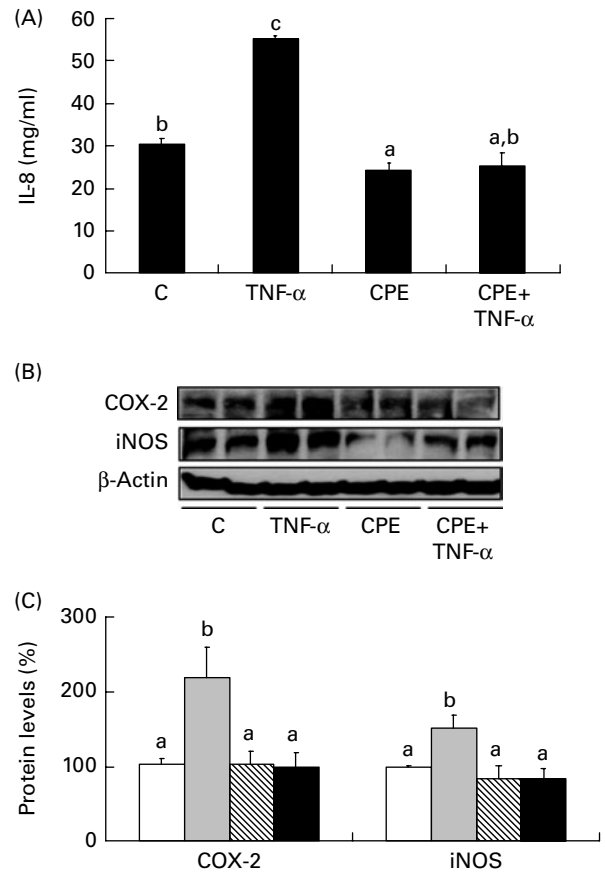 (A)
60
50
40
30
20
10
0
IL-8 (mg/ml)
b
c
a
a,b
C TNF-α CPE CPE+
TNF-α
(B)
COX-2
iNOS
β-Actin
C TNF-α CPE CPE+
TNF-α
(C)
300
200
100
0
Protein levels (%)
a b a a a b a a
COX-2 iNOS